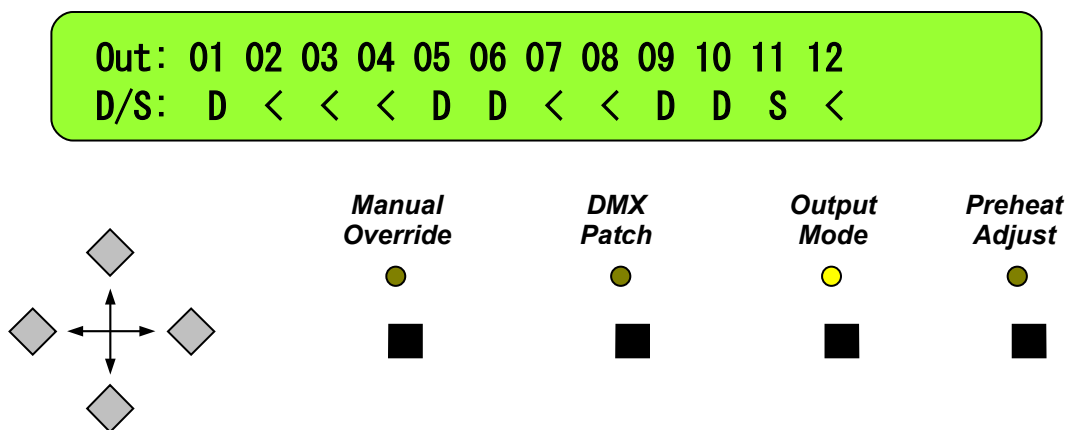 Out: 01 02 03 04 05 06 07 08 09 10 11 12
D/S: D < < < D D < < D D S <
Manual Override
DMX Patch
Output Mode
Preheat Adjust